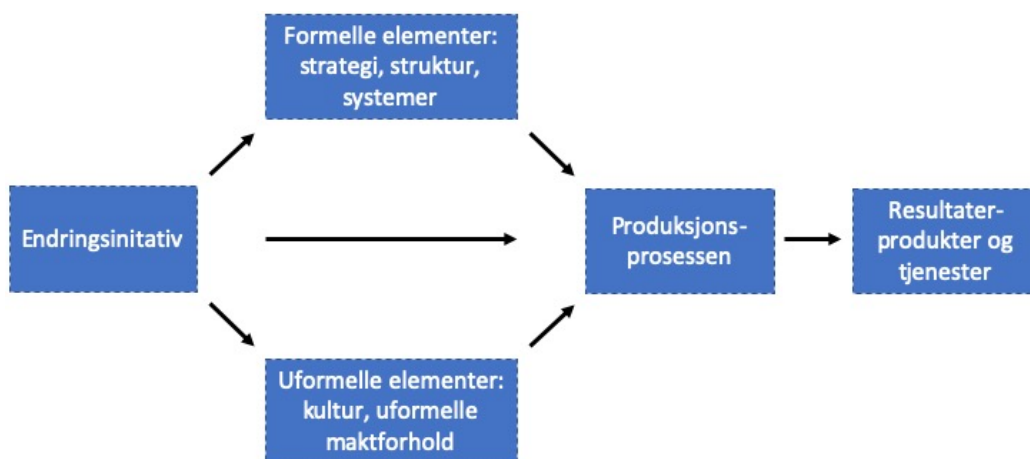 Formelle elementer:
strategi, struktur,
systemer
Endringsinitativ
Produksjons-
prosessen
Resultater-
produkter og
tjenester
Uformelle elementer:
kultur, uformelle
maktforhold